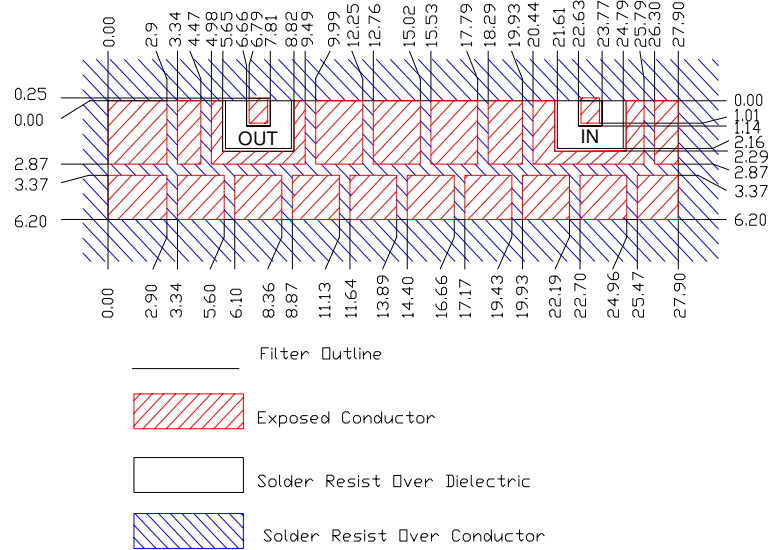 0.00 2.9 3.34 4.47 4.98 5.65 6.66 6.79 7.81 8.82 9.49 9.99 12.25 12.76 15.02 15.53 17.79 18.29 19.93 20.44 21.61 22.63 23.77 24.79 25.79 26.30 27.90
0.25 0.00
0.00 1.01
1.14
OUT IN 2.16
2.29
2.87 2.87
3.37 3.37
6.20 6.20
0.00 2.90 3.34 5.60 6.10 8.36 8.87 11.13 11.64 13.89 14.40 16.66 17.17 19.43 19.93 22.19 22.70 24.96 25.47 27.90
Filter Outline
Exposed Conductor
Solder Resist Over Dielectric
Solder Resist Over Conductor